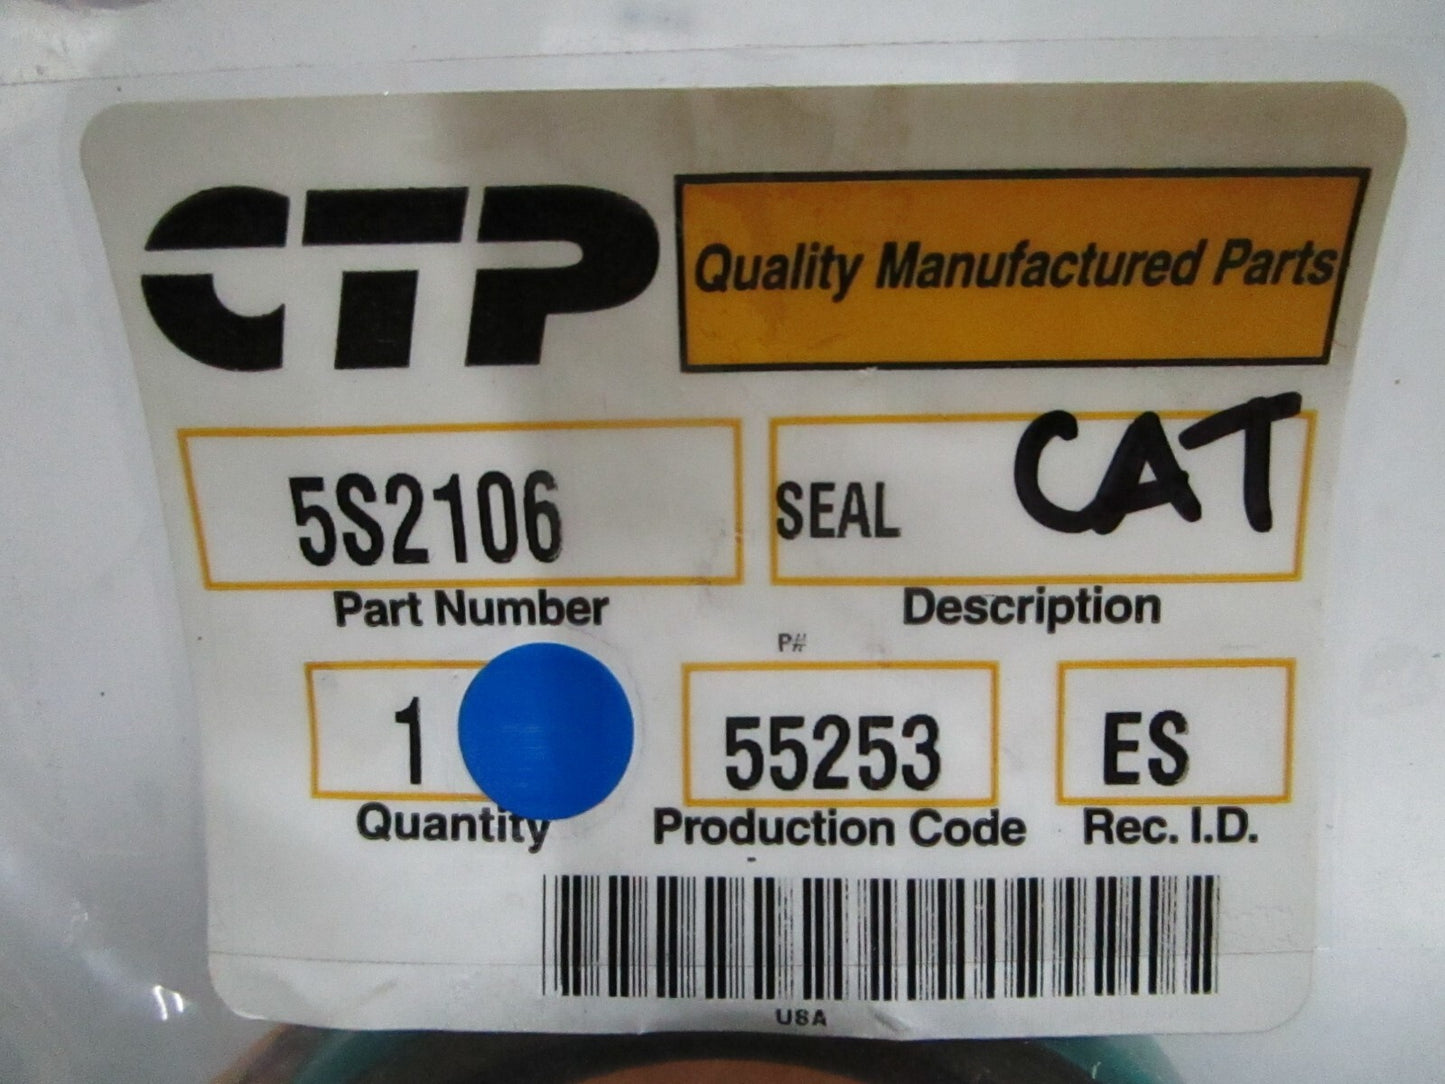 CTP
Quality Manufactured Parts
5S2106
SEAL CAT
Part Number
Description
P#
1
55253
ES
Quantity
Production Code
Rec. I.D.
USA